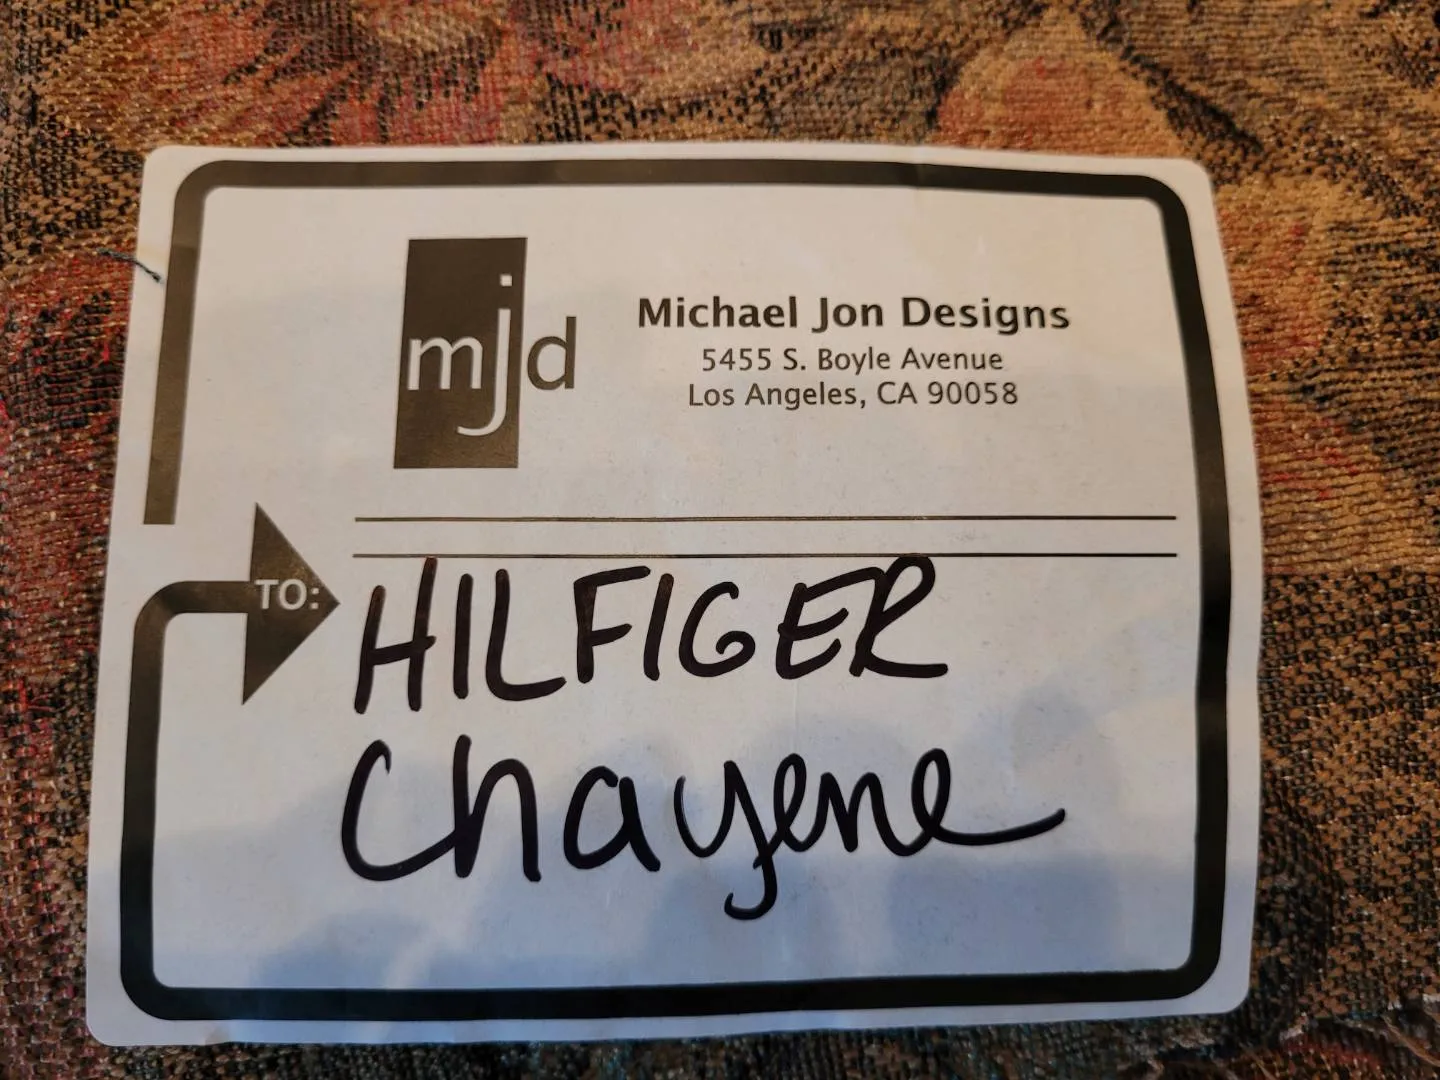 mjd
Michael Jon Designs
5455 S. Boyle Avenue
Los Angeles, CA 90058
TO:
HILFIGER
Chayene